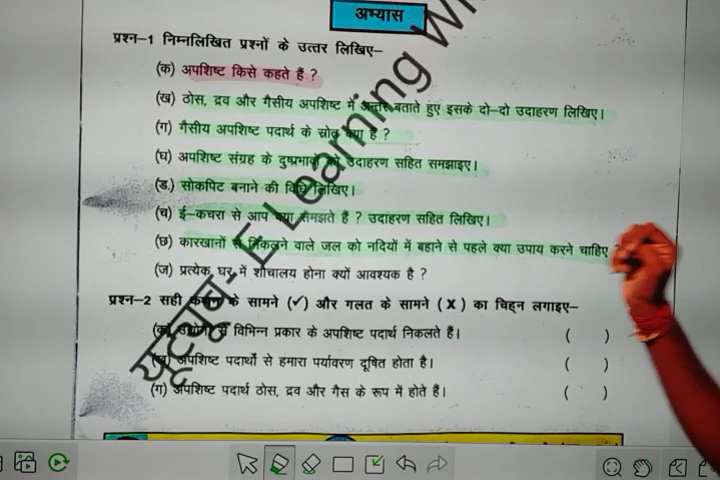 अभ्यास
प्रश्न–1 निम्नलिखित प्रश्नों के उत्तर लिखिए–
(क) अपशिष्ट किसे कहते हैं ?
(ख) ठोस, द्रव और गैसीय अपशिष्ट में अन्तर बताते हुए इसके दो–दो उदाहरण लिखिए।
(ग) गैसीय अपशिष्ट पदार्थ के स्रोत क्या है ?
(घ) अपशिष्ट संग्रह के दुष्प्रभावों को उदाहरण सहित समझाइए।
(ड.) सोकपिट बनाने की विधि लिखिए।
(च) ई–कचरा से आप क्या समझते हैं ? उदाहरण सहित लिखिए।
(छ) कारखानों से निकलने वाले जल को नदियों में बहाने से पहले क्या उपाय करने चाहिए ?
(ज) प्रत्येक घर में शौचालय होना क्यों आवश्यक है ?
प्रश्न–2 सही कथन के सामने (✓) और गलत के सामने ( X ) का चिह्न लगाइए–
(क) उद्योगों से विभिन्न प्रकार के अपशिष्ट पदार्थ निकलते हैं। ( )
(ख) अपशिष्ट पदार्थो से हमारा पर्यावरण दूषित होता है। ( )
(ग) अपशिष्ट पदार्थ ठोस, द्रव और गैस के रूप में होते हैं। ( )
यूट्यूब- E Learning